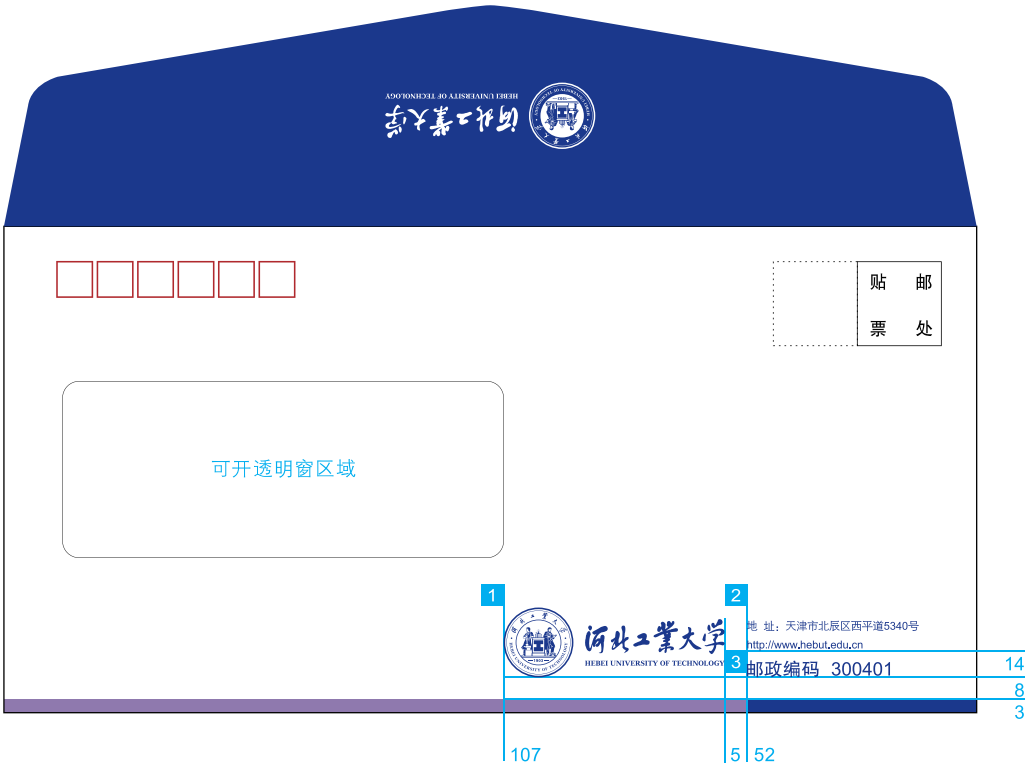 HEBEI UNIVERSITY OF TECHNOLOGY
河北工業大学
贴 邮
票 处
可开透明窗区域
1
2
河北工業大学
HEBEI UNIVERSITY OF TECHNOLOGY
地 址：天津市北辰区西平道5340号
http://www.hebut.edu.cn
3
邮政编码 300401
14
8
3
107
5
52